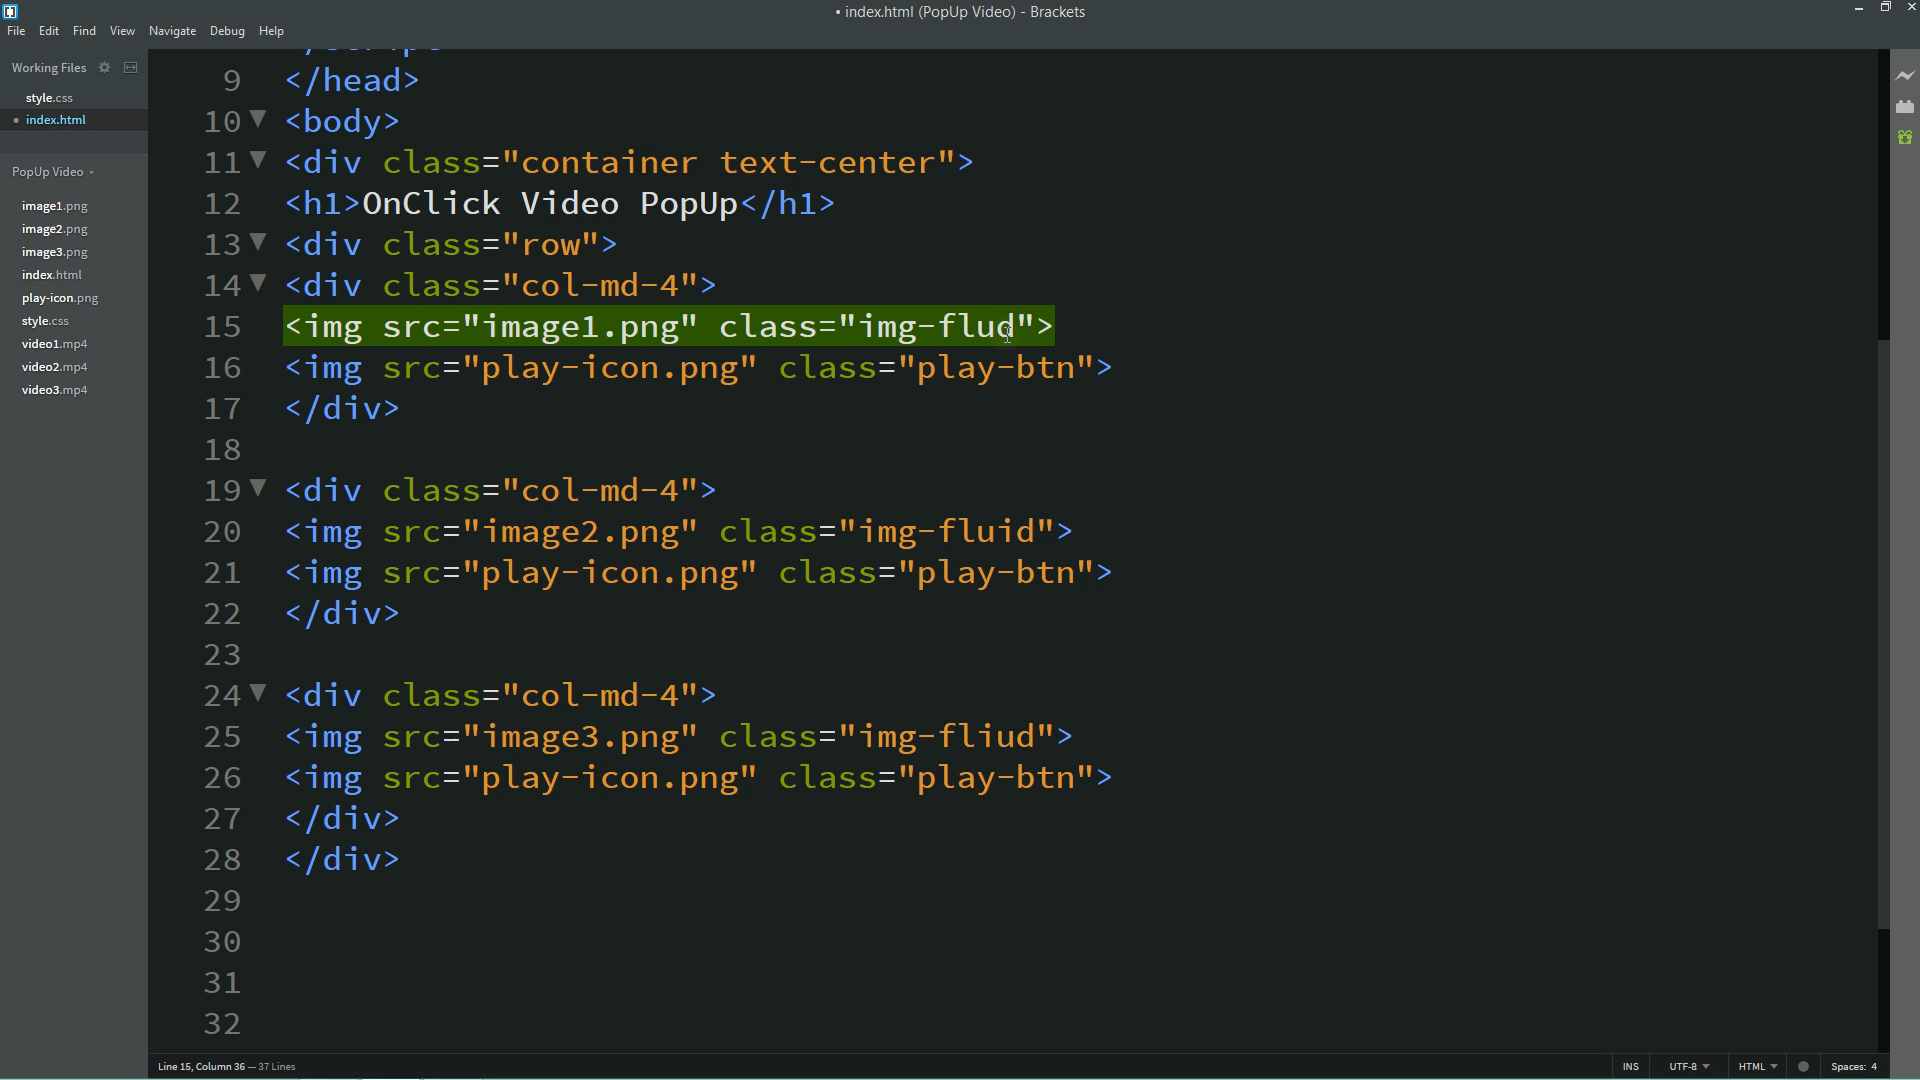 • index.html (PopUp Video) - Brackets
File Edit Find View Navigate Debug Help
Working Files
style.css
• index.html
PopUp Video
image1.png
image2.png
image3.png
index.html
play-icon.png
style.css
video1.mp4
video2.mp4
video3.mp4
9 </head>
10 <body>
11 <div class="container text-center">
12 <h1>OnClick Video PopUp</h1>
13 <div class="row">
14 <div class="col-md-4">
15 <img src="image1.png" class="img-flud">
16 <img src="play-icon.png" class="play-btn">
17 </div>
18
19 <div class="col-md-4">
20 <img src="image2.png" class="img-fluid">
21 <img src="play-icon.png" class="play-btn">
22 </div>
23
24 <div class="col-md-4">
25 <img src="image3.png" class="img-fliud">
26 <img src="play-icon.png" class="play-btn">
27 </div>
28 </div>
29
30
31
32
Line 15, Column 36 — 37 Lines
INS UTF-8 HTML Spaces: 4